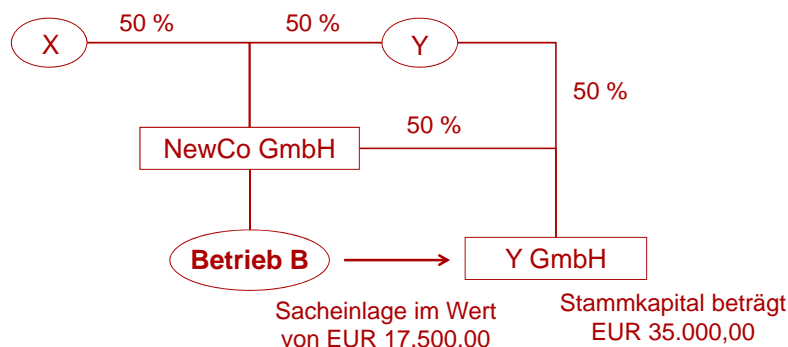 50 %
50 %
X
Y
50 %
50 %
NewCo GmbH
Betrieb B
Y GmbH
Sacheinlage im Wert
von EUR 17.500,00
Stammkapital beträgt
EUR 35.000,00